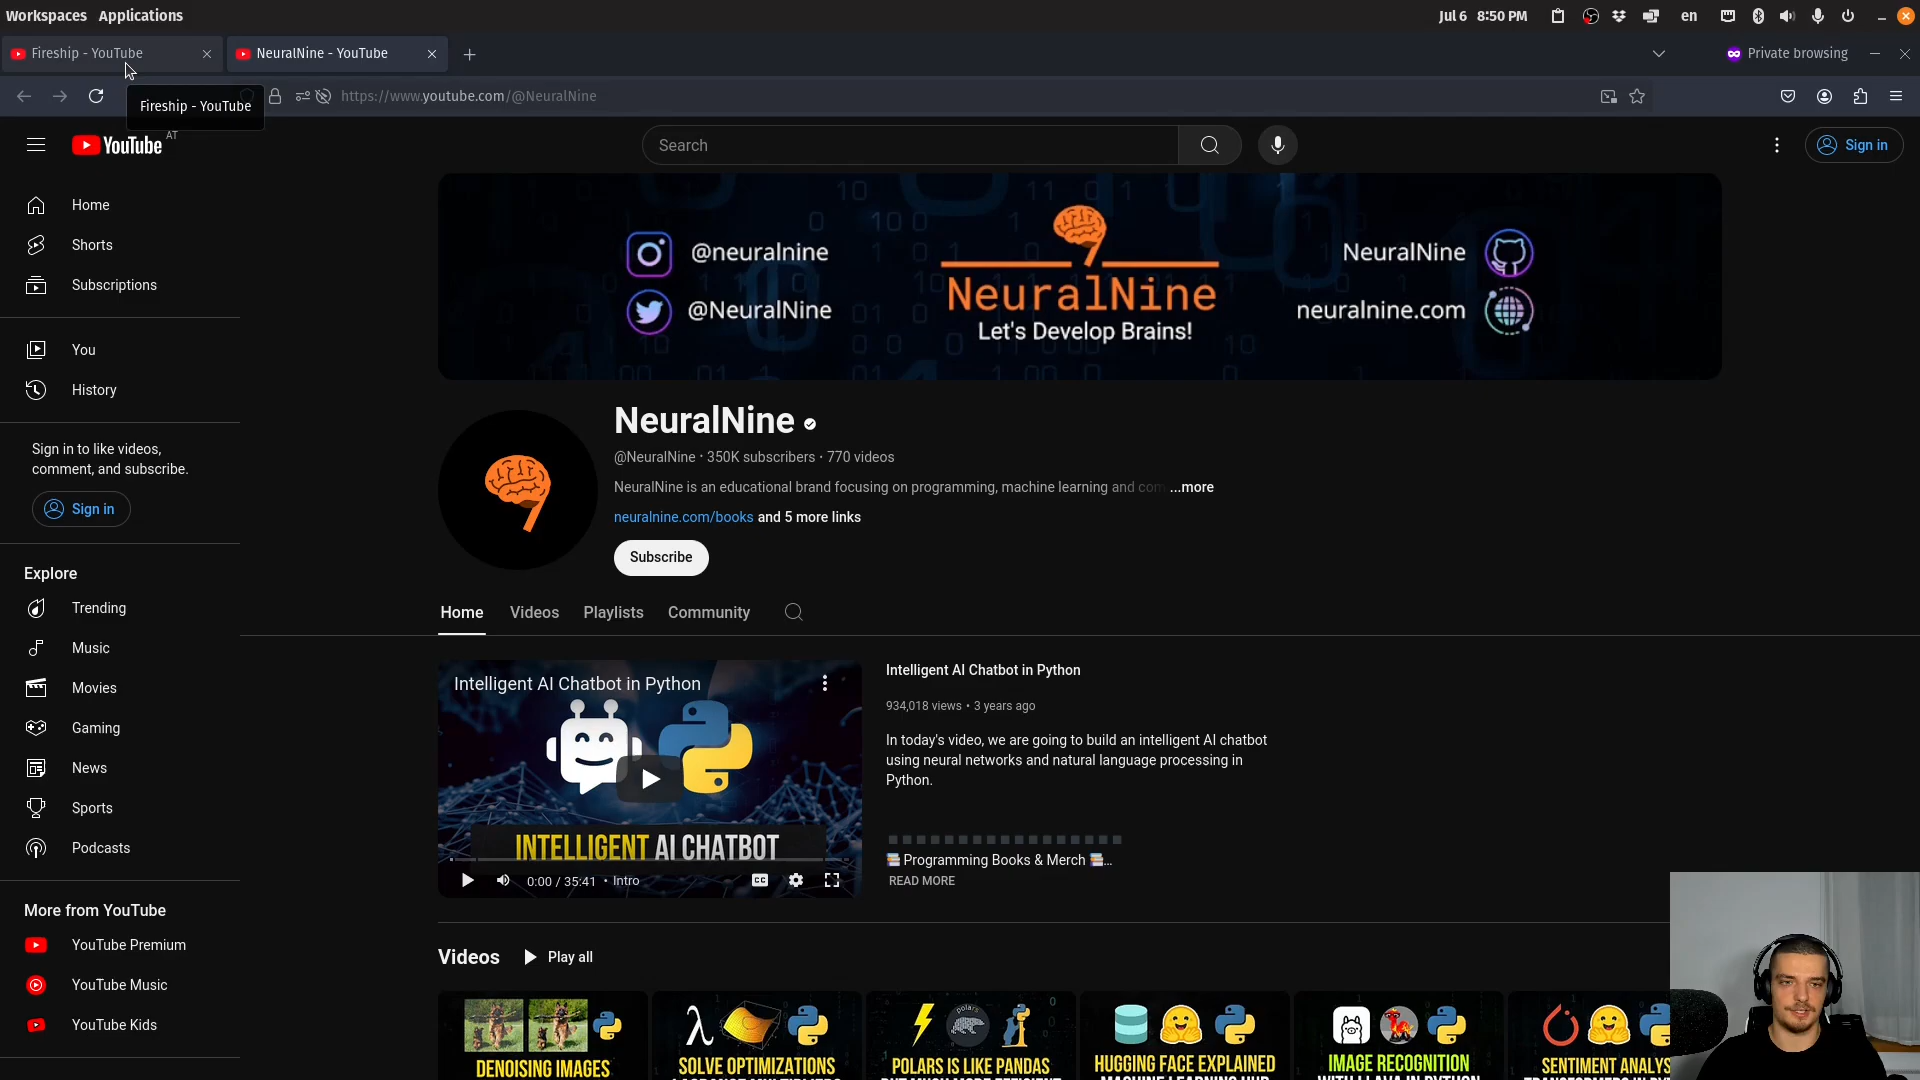 Workspaces Applications
Jul 6 8:50 PM
en
Fireship - YouTube
NeuralNine - YouTube
Private browsing
https://www.youtube.com/@NeuralNine
Fireship - YouTube
YouTube
AT
Search
Sign in
Home
Shorts
Subscriptions
You
History
Sign in to like videos,
comment, and subscribe.
Sign in
Explore
Trending
Music
Movies
Gaming
News
Sports
Podcasts
More from YouTube
YouTube Premium
YouTube Music
YouTube Kids
@neuralnine
@NeuralNine
NeuralNine
Let's Develop Brains!
NeuralNine
neuralnine.com
NeuralNine
@NeuralNine · 350K subscribers · 770 videos
NeuralNine is an educational brand focusing on programming, machine learning and com ...more
neuralnine.com/books and 5 more links
Subscribe
Home Videos Playlists Community
Intelligent AI Chatbot in Python
INTELLIGENT AI CHATBOT
0:00 / 35:41 • Intro
CC
Intelligent AI Chatbot in Python
934,018 views • 3 years ago
In today's video, we are going to build an intelligent AI chatbot
using neural networks and natural language processing in
Python.
Programming Books & Merch ...
READ MORE
Videos Play all
DENOISING IMAGES
SOLVE OPTIMIZATIONS
polars
POLARS IS LIKE PANDAS
HUGGING FACE EXPLAINED
IMAGE RECOGNITION
SENTIMENT ANALYS